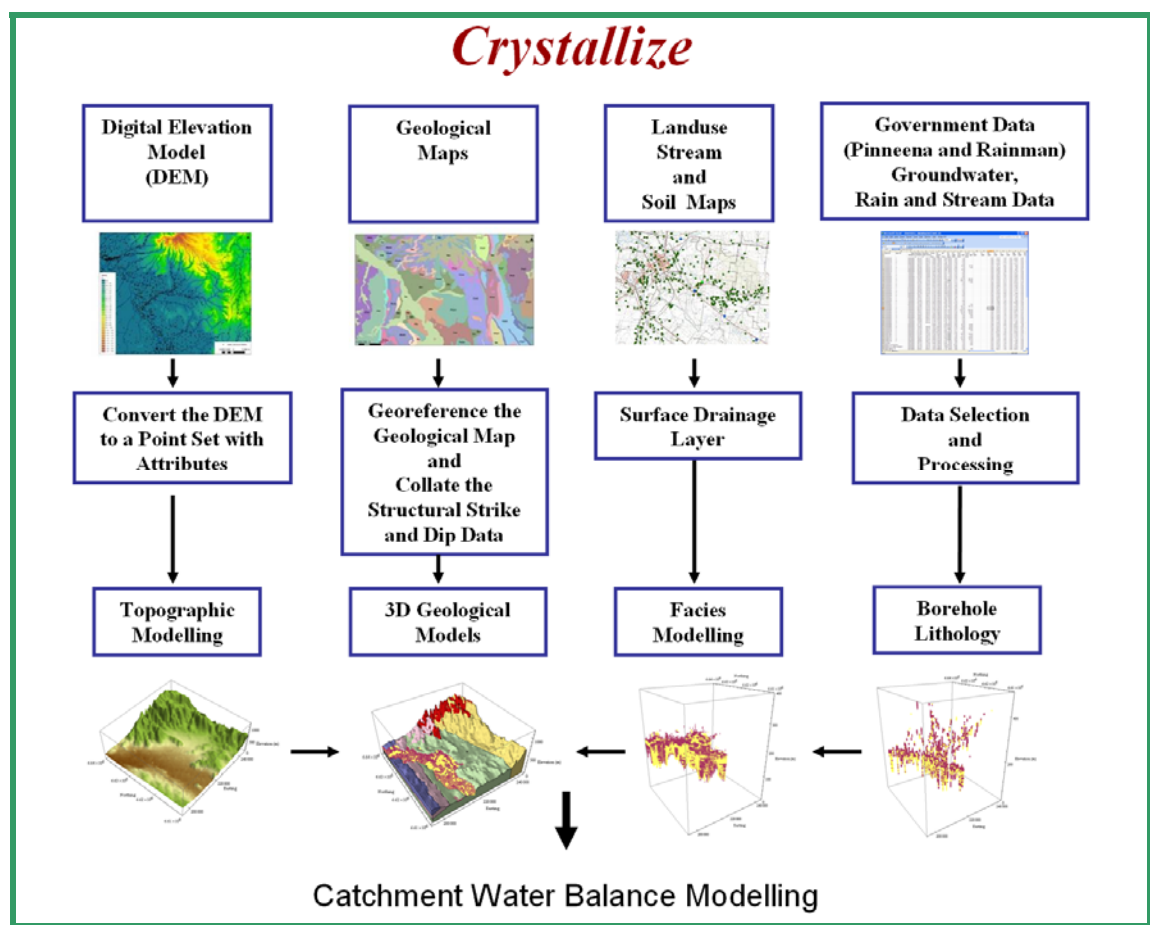 Crystallize
Digital Elevation
Model
(DEM)
Geological
Maps
Landuse
Stream
and
Soil Maps
Government Data
(Pinneena and Rainman)
Groundwater,
Rain and Stream Data
Convert the DEM
to a Point Set with
Attributes
Georeference the
Geological Map
and
Collate the
Structural Strike
and Dip Data
Surface Drainage
Layer
Data Selection
and
Processing
Topographic
Modelling
3D Geological
Models
Facies
Modelling
Borehole
Lithology
Catchment Water Balance Modelling